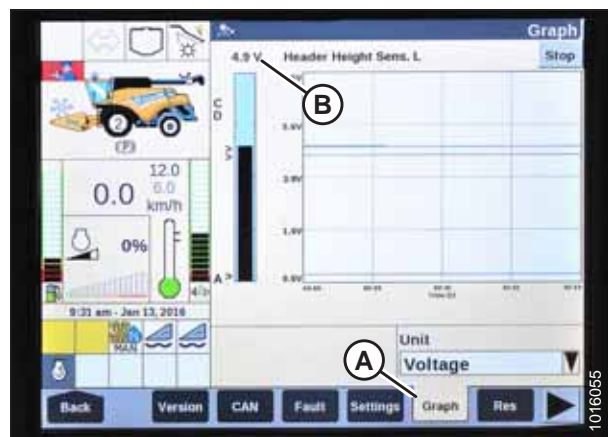 Graph
4.9 V
Header Height Sens. L
Stop
B
C
D
2
(P)
12.0
6.0
0.0
km/h
0%
A
9:31 am - Jan 13, 2016
MAN
Unit
A
Voltage
Back
Version
CAN
Fault
Settings
Graph
Res
1016055